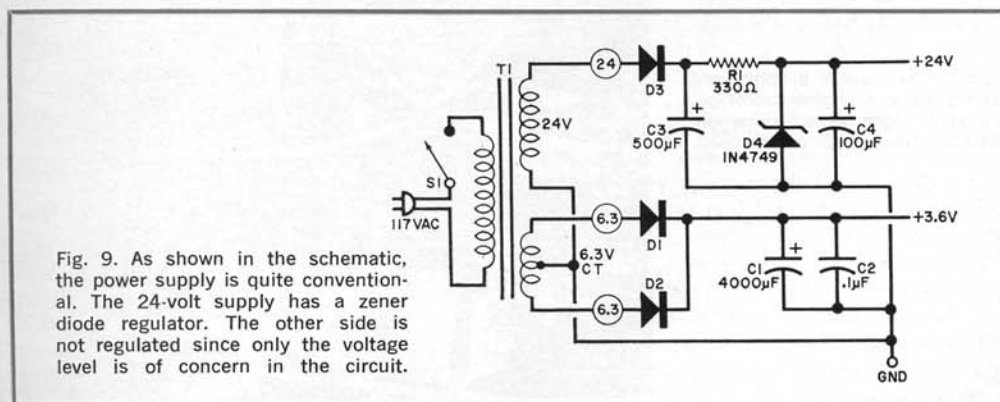 T1
24
D3
R1
330Ω
+24V
24V
+
C3
500µF
D4
1N4749
+
C4
100µF
S1
117 VAC
6.3
D1
+3.6V
6.3V
CT
D2
6.3
+
C1
4000µF
C2
.1µF
GND
Fig. 9. As shown in the schematic,
the power supply is quite convention-
al. The 24-volt supply has a zener
diode regulator. The other side is
not regulated since only the voltage
level is of concern in the circuit.